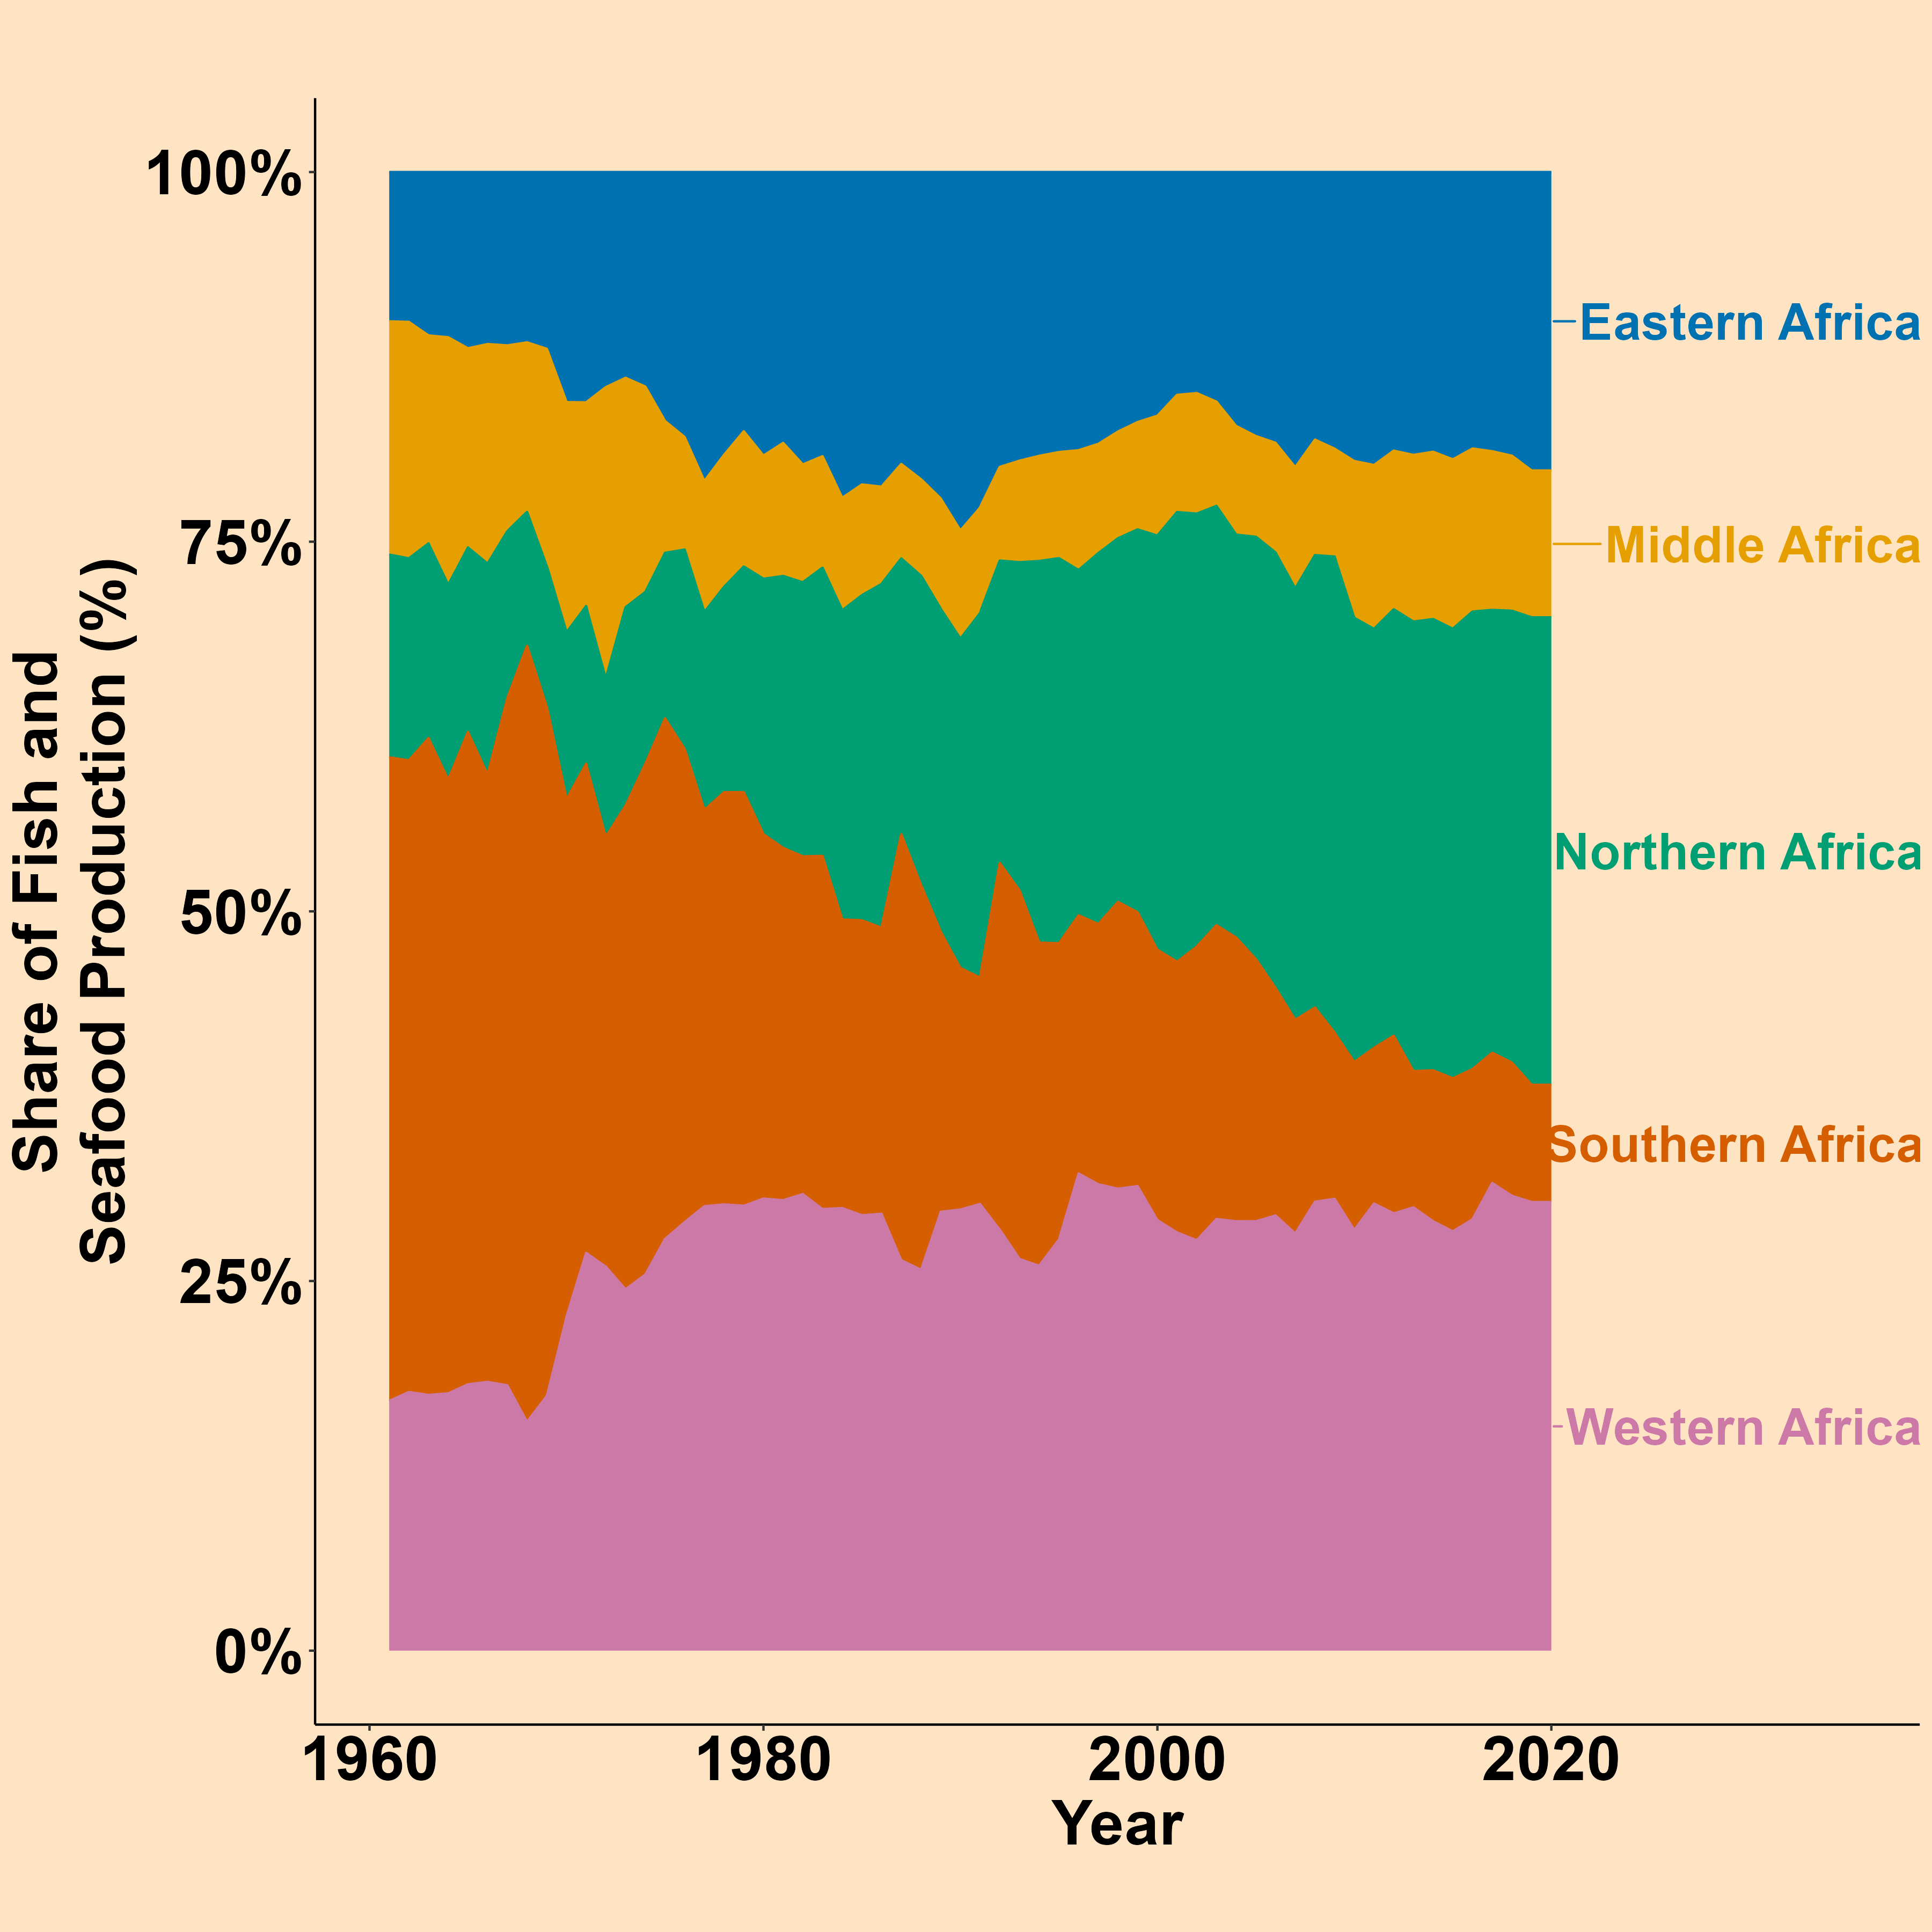 Share of Fish and
Seafood Production (%)
100%
75%
50%
25%
0%
Eastern Africa
Middle Africa
Northern Africa
Southern Africa
Western Africa
1960 1980 2000 2020
Year